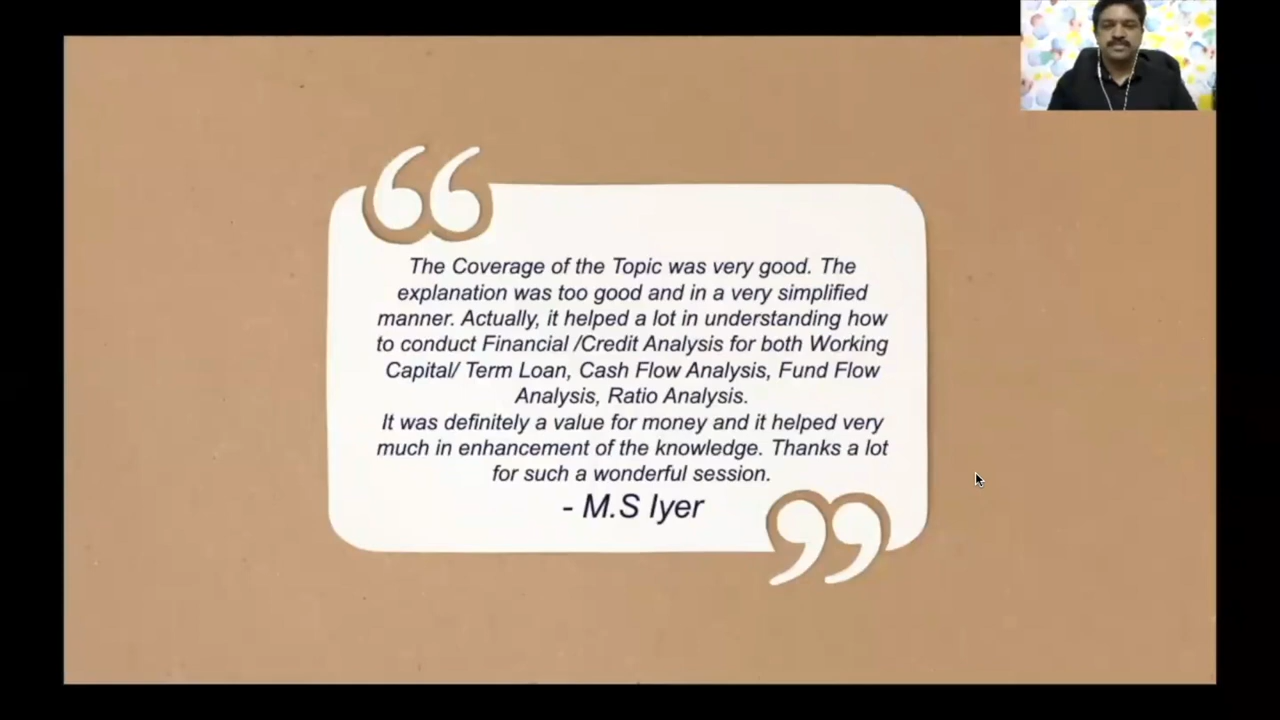 The Coverage of the Topic was very good. The
explanation was too good and in a very simplified
manner. Actually, it helped a lot in understanding how
to conduct Financial /Credit Analysis for both Working
Capital/ Term Loan, Cash Flow Analysis, Fund Flow
Analysis, Ratio Analysis.
It was definitely a value for money and it helped very
much in enhancement of the knowledge. Thanks a lot
for such a wonderful session.
- M.S Iyer